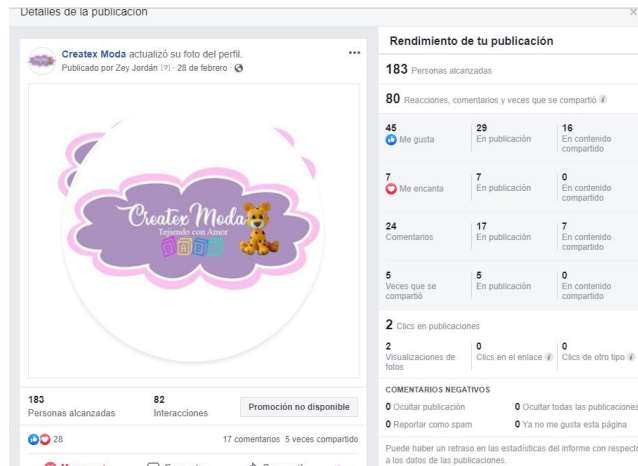 Detalles de la publicación
Createx Moda actualizó su foto del perfil.
Publicado por Zey Jordán [?] · 28 de febrero ·
Createx Moda
Tejiendo con Amor
BABY
183
Personas alcanzadas
82
Interacciones
Promoción no disponible
28
17 comentarios 5 veces compartido
Rendimiento de tu publicación
183 Personas alcanzadas
80 Reacciones, comentarios y veces que se compartió
45
Me gusta
29
En publicación
16
En contenido
compartido
7
Me encanta
7
En publicación
0
En contenido
compartido
24
Comentarios
17
En publicación
7
En contenido
compartido
5
Veces que se
compartió
5
En publicación
0
En contenido
compartido
2 Clics en publicaciones
2
Visualizaciones de
fotos
0
Clics en el enlace
0
Clics de otro tipo
COMENTARIOS NEGATIVOS
0 Ocultar publicación
0 Ocultar todas las publicaciones
0 Reportar como spam
0 Ya no me gusta esta página
Puede haber un retraso en las estadísticas del informe con respecto
a los datos de las publicaciones.